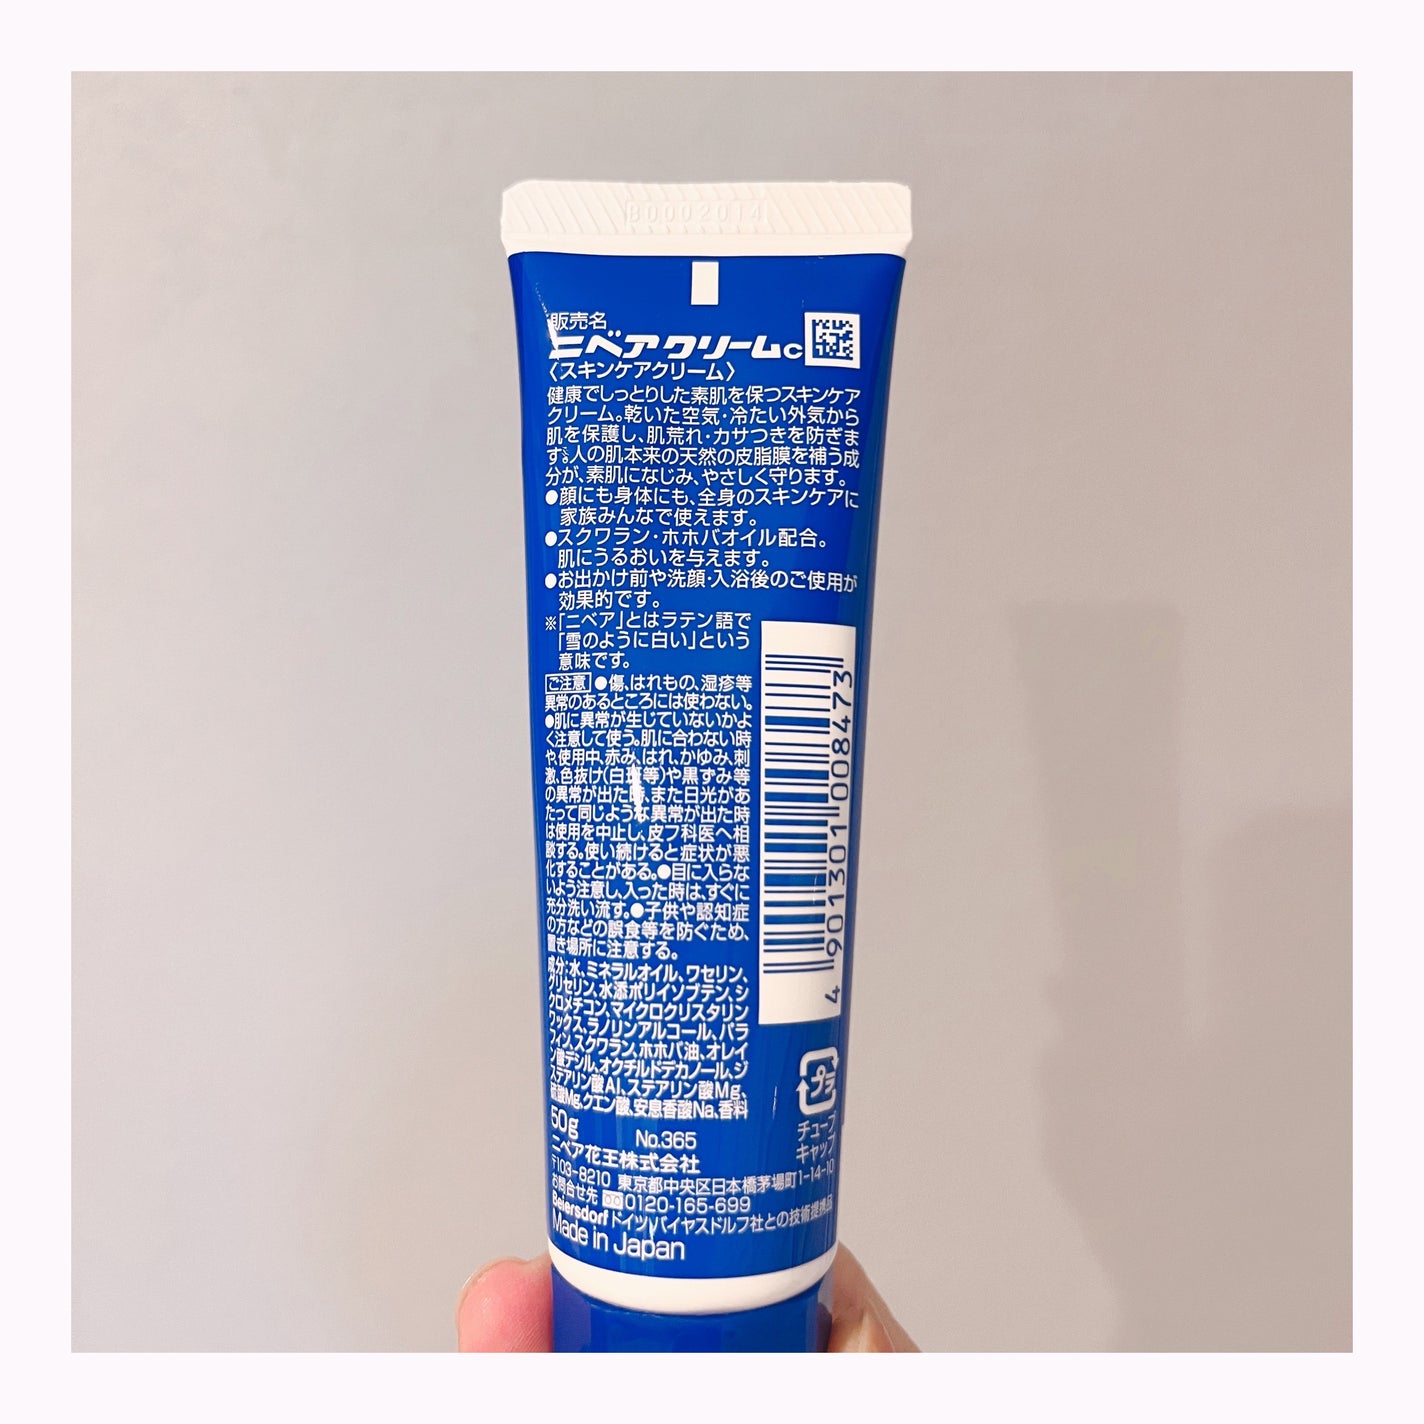 B0002014
販売名
ニベアクリームc
〈スキンケアクリーム〉
健康でしっとりした素肌を保つスキンケア
クリーム。乾いた空気・冷たい外気から
肌を保護し、肌荒れ・カサつきを防ぎま
す。人の肌本来の天然の皮脂膜を補う成
分が、素肌になじみ、やさしく守ります。
●顔にも身体にも、全身のスキンケアに
家族みんなで使えます。
●スクワラン・ホホバオイル配合。
肌にうるおいを与えます。
●お出かけ前や洗顔・入浴後のご使用が
効果的です。
※「ニベア」とはラテン語で
「雪のように白い」という
意味です。
ご注意 ●傷、はれもの、湿疹等
異常のあるところには使わない。
●肌に異常が生じていないかよ
く注意して使う。肌に合わない時
や、使用中、赤み、はれ、かゆみ、刺
激、色抜け(白斑等)や黒ずみ等
の異常が出た時、また日光があ
たって同じような異常が出た時
は使用を中止し、皮フ科医へ相
談する。使い続けると症状が悪
化することがある。●目に入らな
いよう注意し、入った時は、すぐに
充分洗い流す。●子供や認知症
の方などの誤食等を防ぐため、
置き場所に注意する。
成分:水、ミネラルオイル、ワセリン、
グリセリン、水添ポリイソブテン、シ
クロメチコン、マイクロクリスタリン
ワックス、ラノリンアルコール、パラ
フィン、スクワラン、ホホバ油、オレイ
ン酸デシル、オクチルドデカノール、ジ
ステアリン酸Al、ステアリン酸Mg、
硫酸Mg、クエン酸、安息香酸Na、香料
50g No.365
ニベア花王株式会社
〒103-8210 東京都中央区日本橋茅場町1-14-10
お問合せ先 0120-165-699
Beiersdorf ドイツ バイヤスドルフ社との技術提携品
Made in Japan
4 901301 008473
プラ
チューブ
キャップ